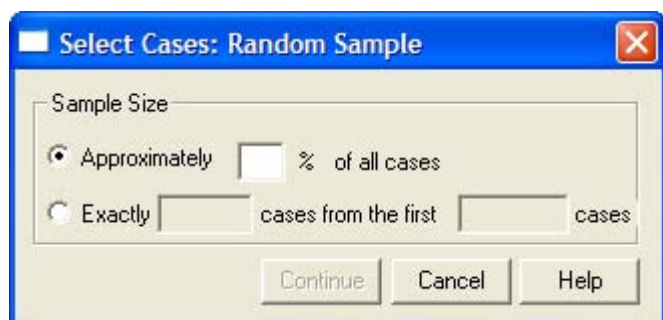 Select Cases: Random Sample
Sample Size
Approximately % of all cases
Exactly cases from the first cases
Continue Cancel Help